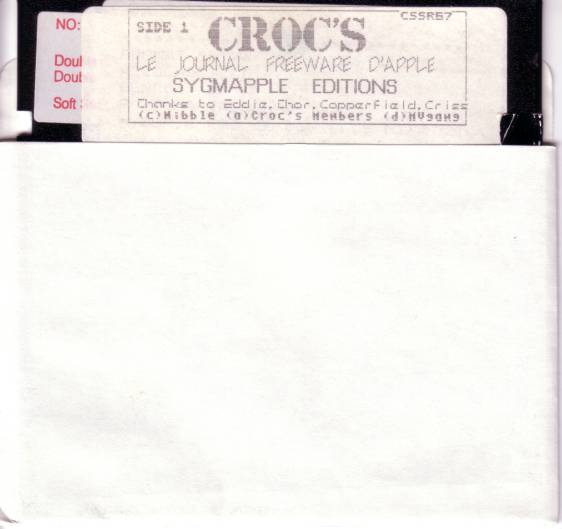 NO:
Doub
Doub
Soft S
SIDE 1
CSSR67
CROC'S
LE JOURNAL FREEWARE D'APPLE
SYGMAPPLE EDITIONS
Thanks to Eddie, Chor, Copperfield, Criss
(c)Nibble (a)Croc's Members (d)MVgang